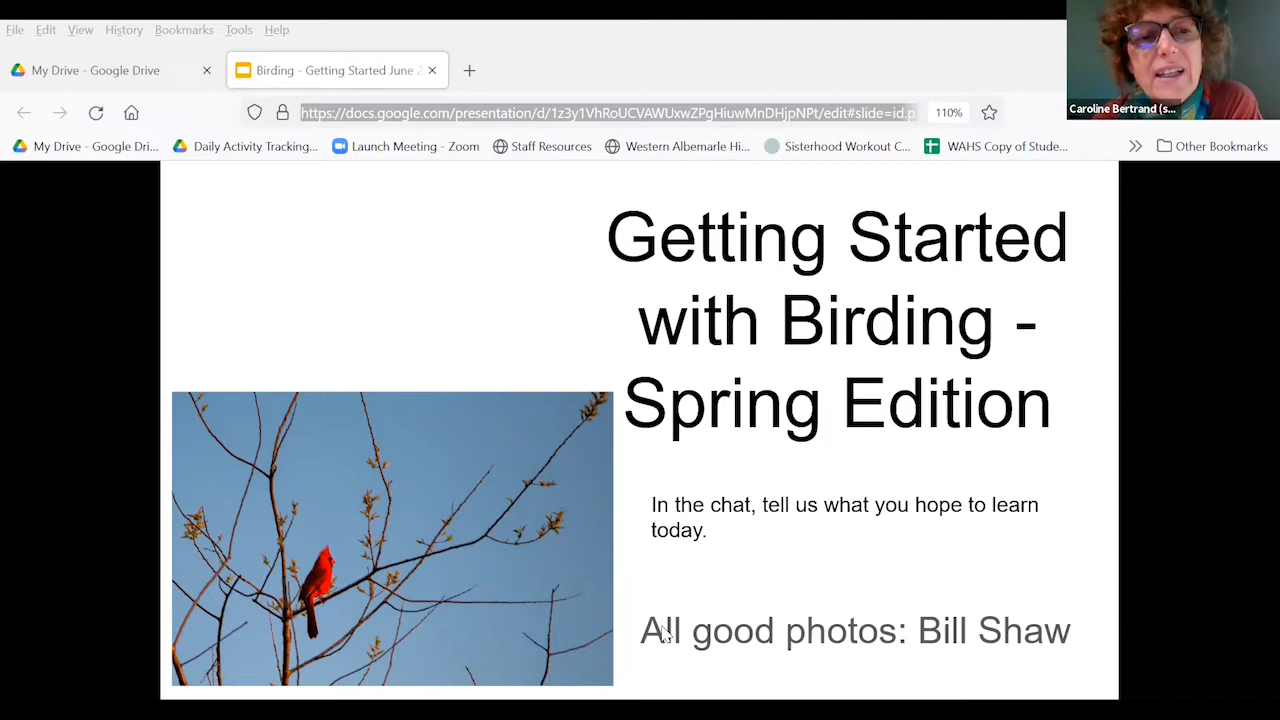 File Edit View History Bookmarks Tools Help
My Drive - Google Drive
Birding - Getting Started June 2
Caroline Bertrand (s...
https://docs.google.com/presentation/d/1z3y1VhRoUCVAWUxwZPgHiuwMnDHjpNPt/edit#slide=id.p
110%
My Drive - Google Dri... Daily Activity Tracking... Launch Meeting - Zoom Staff Resources Western Albemarle Hi... Sisterhood Workout C... WAHS Copy of Stude... Other Bookmarks
Getting Started
with Birding -
Spring Edition
In the chat, tell us what you hope to learn
today.
All good photos: Bill Shaw